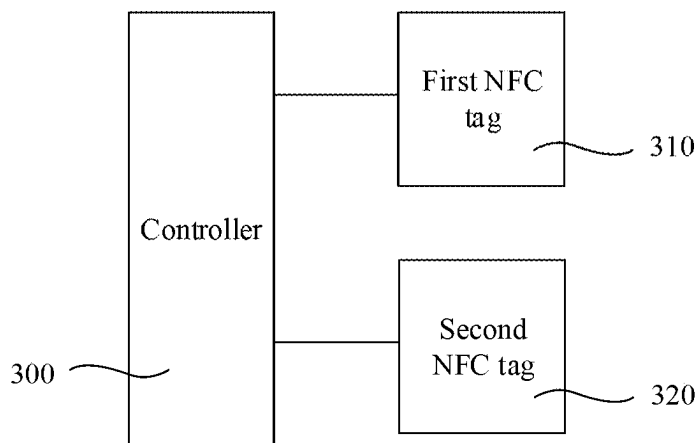 First NFC
tag
310
Controller
Second
NFC tag
300
320